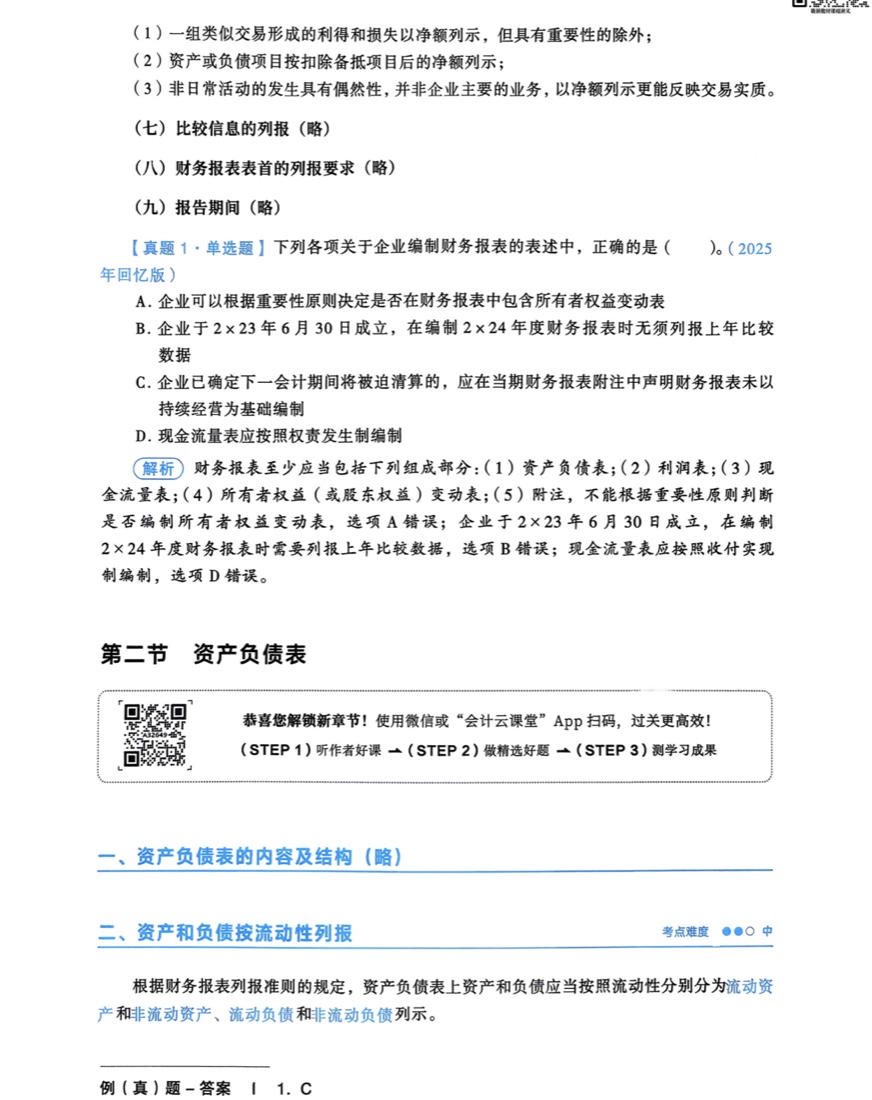 （1）一组类似交易形成的利得和损失以净额列示，但具有重要性的除外；
（2）资产或负债项目按扣除备抵项目后的净额列示；
（3）非日常活动的发生具有偶然性，并非企业主要的业务，以净额列示更能反映交易实质。
（七）比较信息的列报（略）
（八）财务报表表首的列报要求（略）
（九）报告期间（略）
【真题 1·单选题】下列各项关于企业编制财务报表的表述中，正确的是（　　）。（2025
年回忆版）
A. 企业可以根据重要性原则决定是否在财务报表中包含所有者权益变动表
B. 企业于 2×23 年 6 月 30 日成立，在编制 2×24 年度财务报表时无须列报上年比较
数据
C. 企业已确定下一会计期间将被迫清算的，应在当期财务报表附注中声明财务报表未以
持续经营为基础编制
D. 现金流量表应按照权责发生制编制
解析 财务报表至少应当包括下列组成部分：（1）资产负债表；（2）利润表；（3）现
金流量表；（4）所有者权益（或股东权益）变动表；（5）附注，不能根据重要性原则判断
是否编制所有者权益变动表，选项 A 错误；企业于 2×23 年 6 月 30 日成立，在编制
2×24 年度财务报表时需要列报上年比较数据，选项 B 错误；现金流量表应按照收付实现
制编制，选项 D 错误。
第二节　资产负债表
恭喜您解锁新章节！使用微信或“会计云课堂”App 扫码，过关更高效！
（STEP 1）听作者好课 ⇀（STEP 2）做精选好题 ⇀（STEP 3）测学习成果
一、资产负债表的内容及结构（略）
二、资产和负债按流动性列报 考点难度 ●●○ 中
根据财务报表列报准则的规定，资产负债表上资产和负债应当按照流动性分别分为流动资
产和非流动资产、流动负债和非流动负债列示。
例（真）题－答案　|　1. C